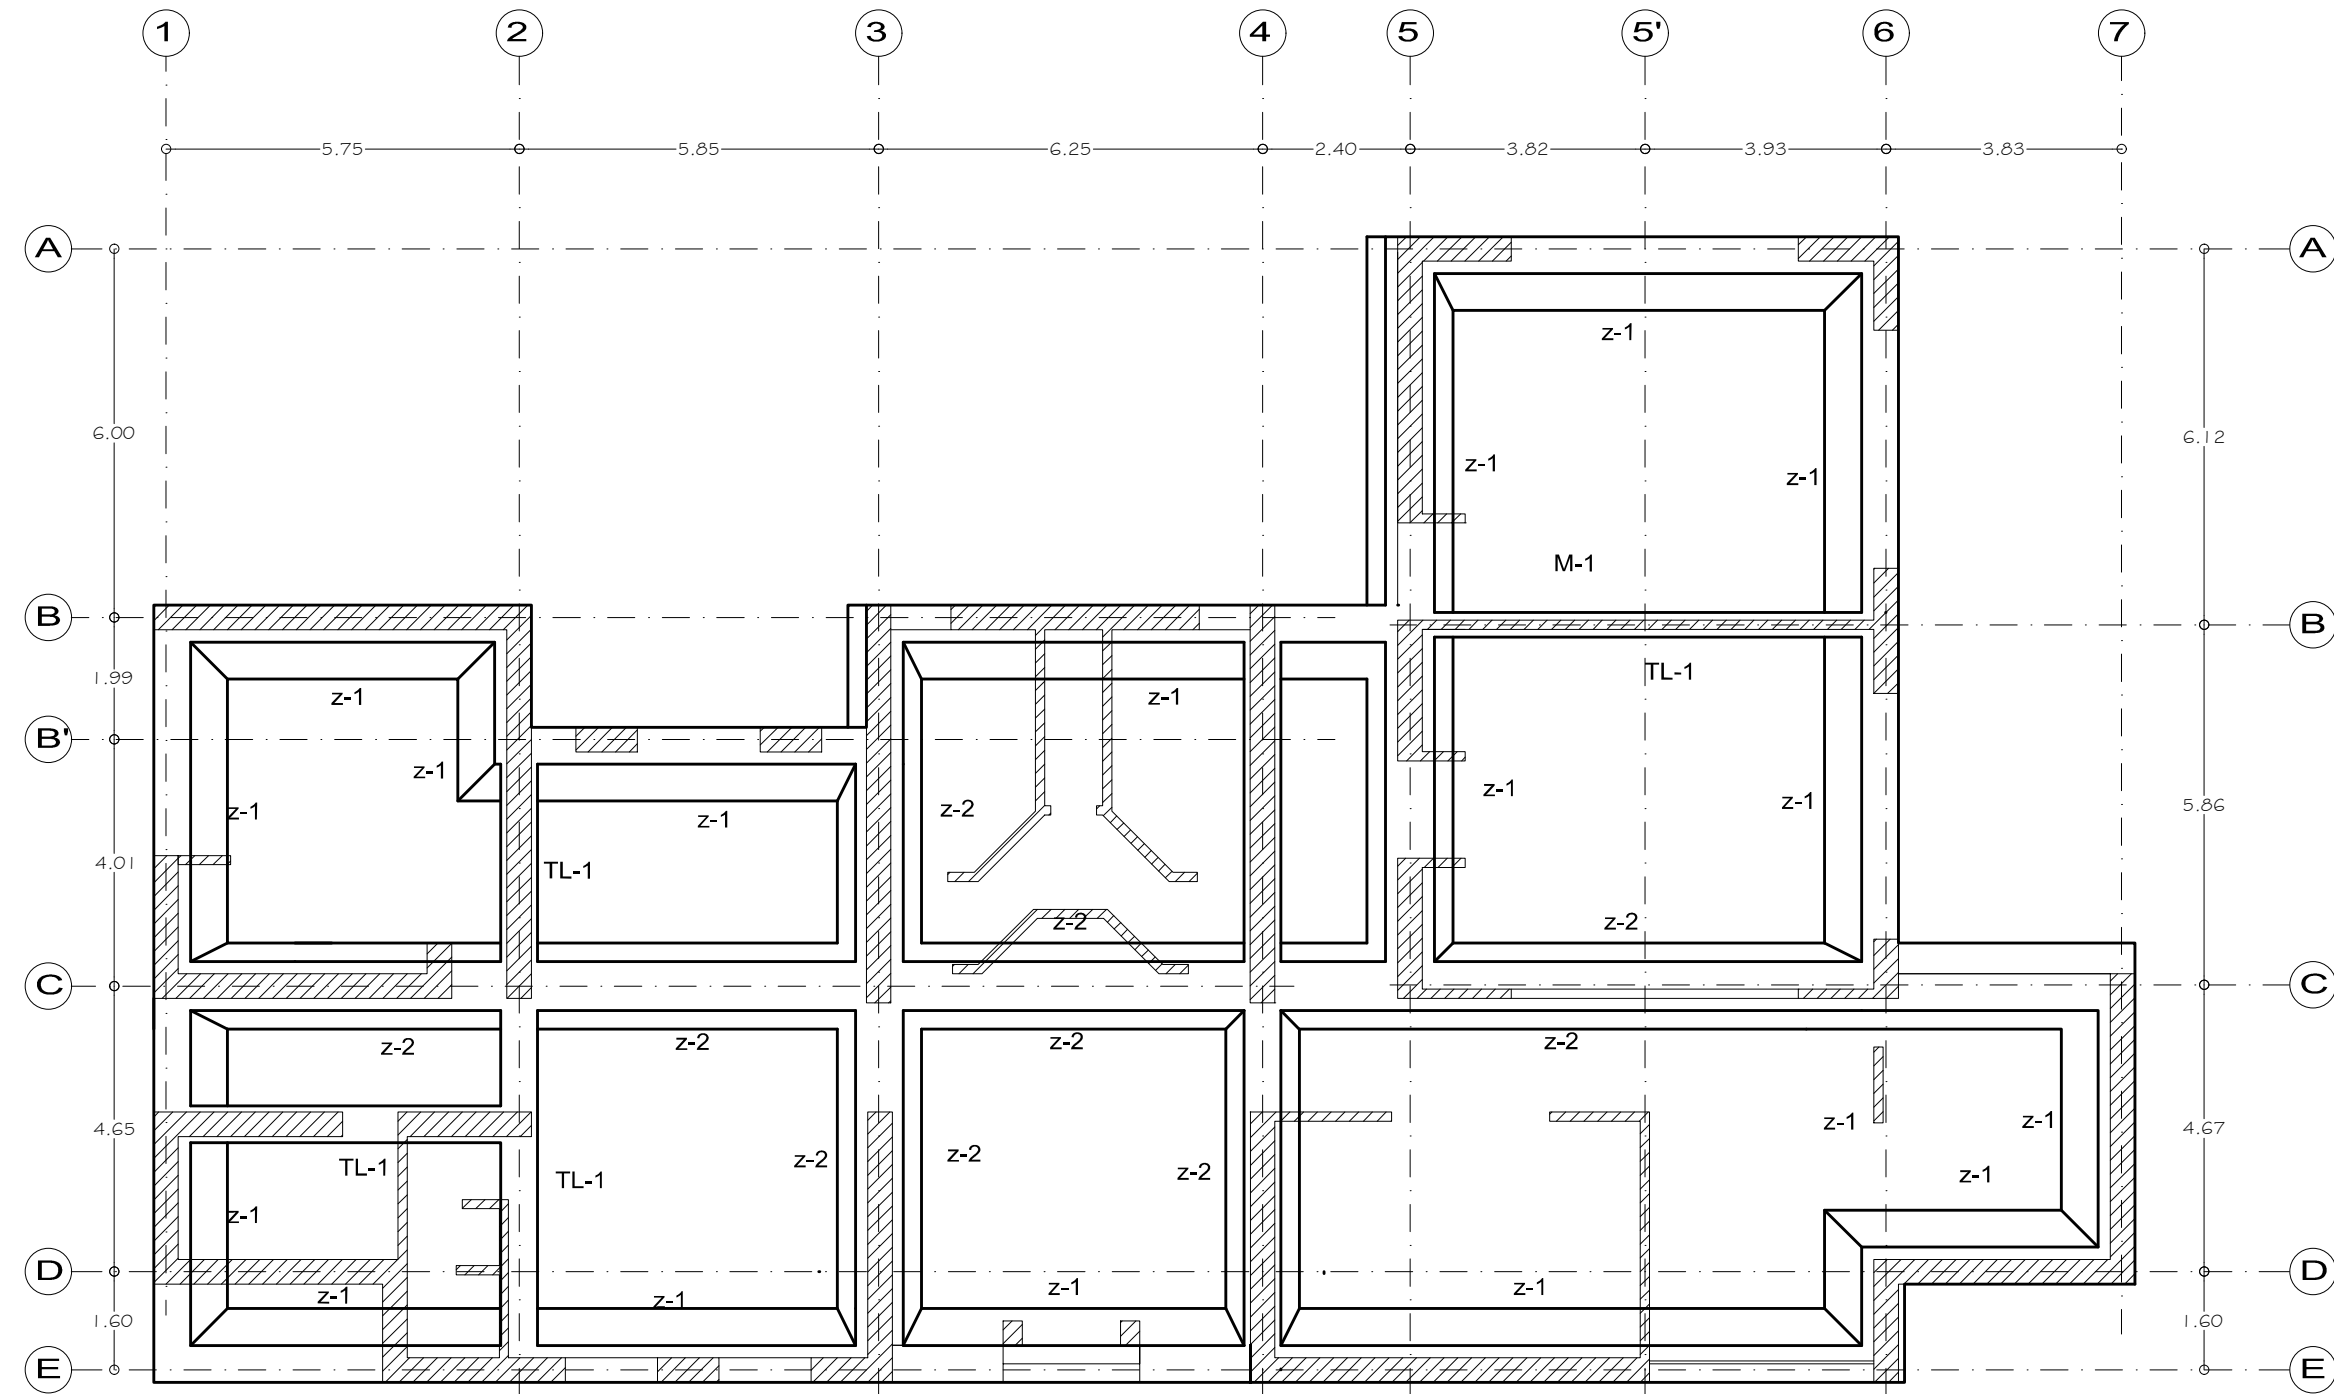 1 2 3 4 5 5' 6 7
5.75 5.85 6.25 2.40 3.82 3.93 3.83
A A
z-1
6.00 6.12
z-1 z-1
M-1
B B
TL-1
1.99 z-1 z-1
B'
z-1 z-1 z-1
z-1 z-2 z-1 5.86
4.01 TL-1
z-2 z-2
C C
z-2 z-2 z-2 z-2
4.65 z-1 z-1 4.67
TL-1 TL-1 z-2 z-2 z-2 z-1
z-1
D D
z-1 z-1 z-1 z-1
1.60 1.60
E E